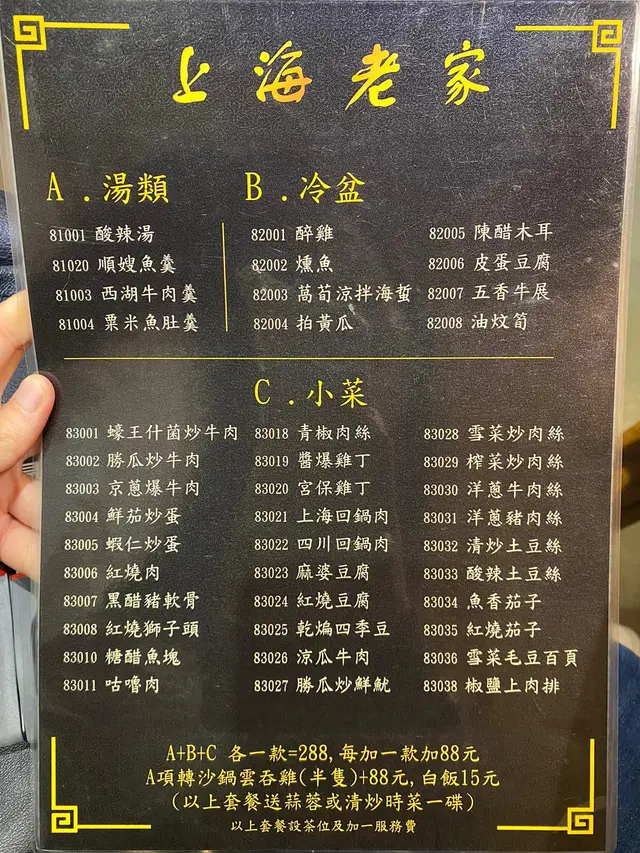 上海老家
A.湯類
81001 酸辣湯
81020 順嫂魚羹
81003 西湖牛肉羹
81004 粟米魚肚羹
B.冷盆
82001 醉雞
82002 燻魚
82003 萵荀涼拌海蜇
82004 拍黃瓜
82005 陳醋木耳
82006 皮蛋豆腐
82007 五香牛展
82008 油炆筍
C.小菜
83001 蠔王什菌炒牛肉
83002 勝瓜炒牛肉
83003 京蔥爆牛肉
83004 鮮茄炒蛋
83005 蝦仁炒蛋
83006 紅燒肉
83007 黑醋豬軟骨
83008 紅燒獅子頭
83010 糖醋魚塊
83011 咕嚕肉
83018 青椒肉絲
83019 醬爆雞丁
83020 宮保雞丁
83021 上海回鍋肉
83022 四川回鍋肉
83023 麻婆豆腐
83024 紅燒豆腐
83025 乾煸四季豆
83026 涼瓜牛肉
83027 勝瓜炒鮮魷
83028 雪菜炒肉絲
83029 榨菜炒肉絲
83030 洋蔥牛肉絲
83031 洋蔥豬肉絲
83032 清炒土豆絲
83033 酸辣土豆絲
83034 魚香茄子
83035 紅燒茄子
83036 雪菜毛豆百頁
83038 椒鹽上肉排
A+B+C 各一款=288,每加一款加88元
A項轉沙鍋雲吞雞(半隻)+88元,白飯15元
(以上套餐送蒜蓉或清炒時菜一碟)
以上套餐設茶位及加一服務費